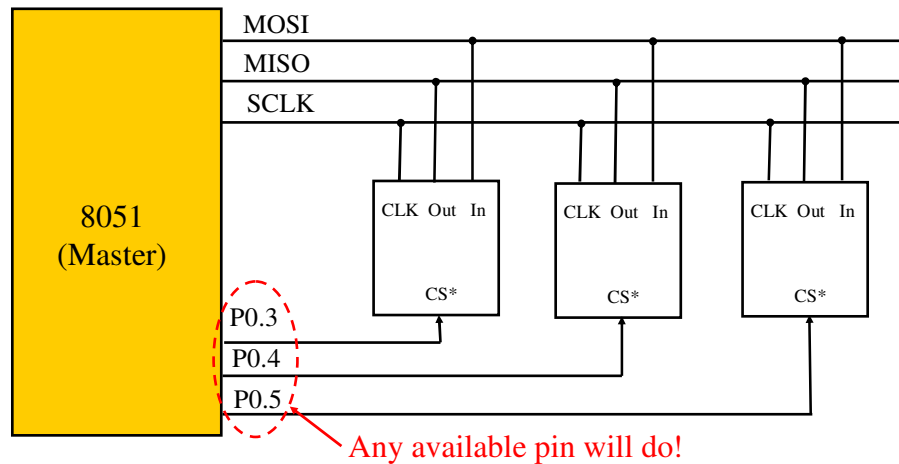 MOSI
MISO
SCLK
8051
(Master)
CLK Out In
CS*
CLK Out In
CS*
CLK Out In
CS*
P0.3
P0.4
P0.5
Any available pin will do!